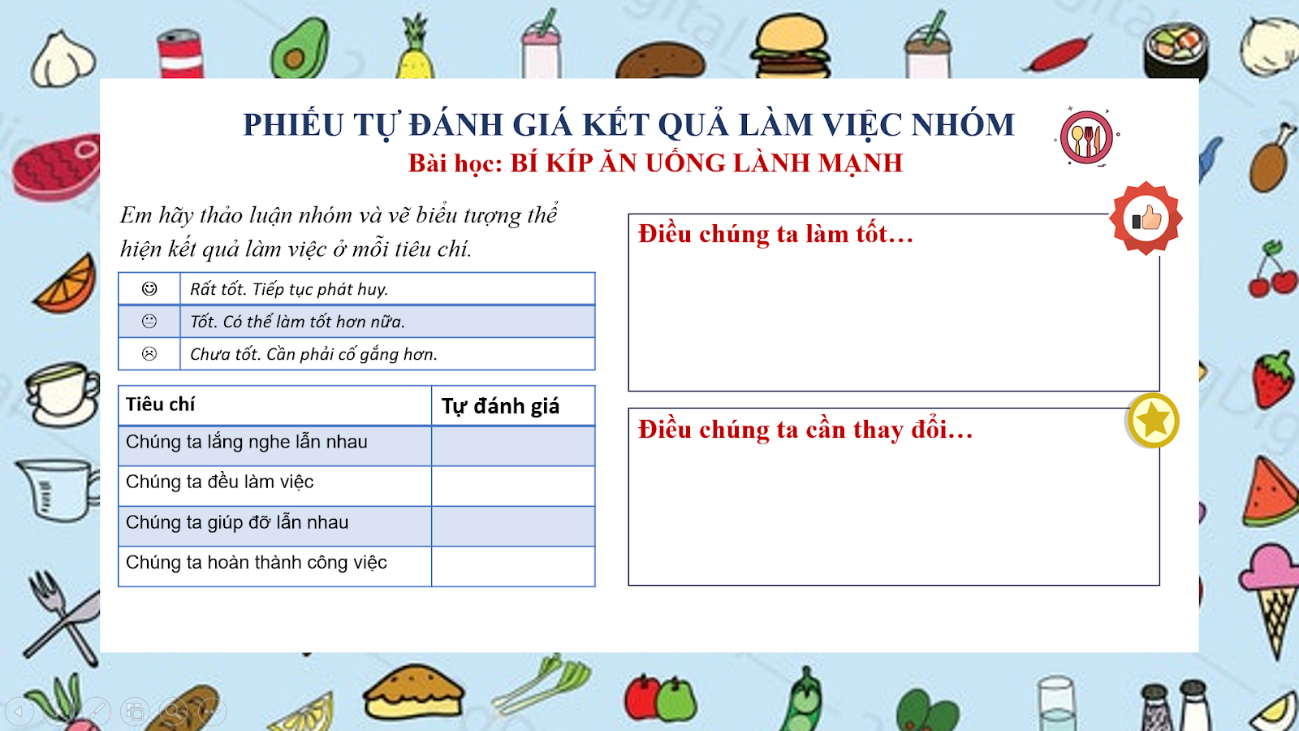 PHIẾU TỰ ĐÁNH GIÁ KẾT QUẢ LÀM VIỆC NHÓM
Bài học: BÍ KÍP ĂN UỐNG LÀNH MẠNH
Em hãy thảo luận nhóm và vẽ biểu tượng thể
hiện kết quả làm việc ở mỗi tiêu chí.
☺ Rất tốt. Tiếp tục phát huy.
😐 Tốt. Có thể làm tốt hơn nữa.
☹ Chưa tốt. Cần phải cố gắng hơn.
Tiêu chí Tự đánh giá
Chúng ta lắng nghe lẫn nhau
Chúng ta đều làm việc
Chúng ta giúp đỡ lẫn nhau
Chúng ta hoàn thành công việc
Điều chúng ta làm tốt…
Điều chúng ta cần thay đổi…